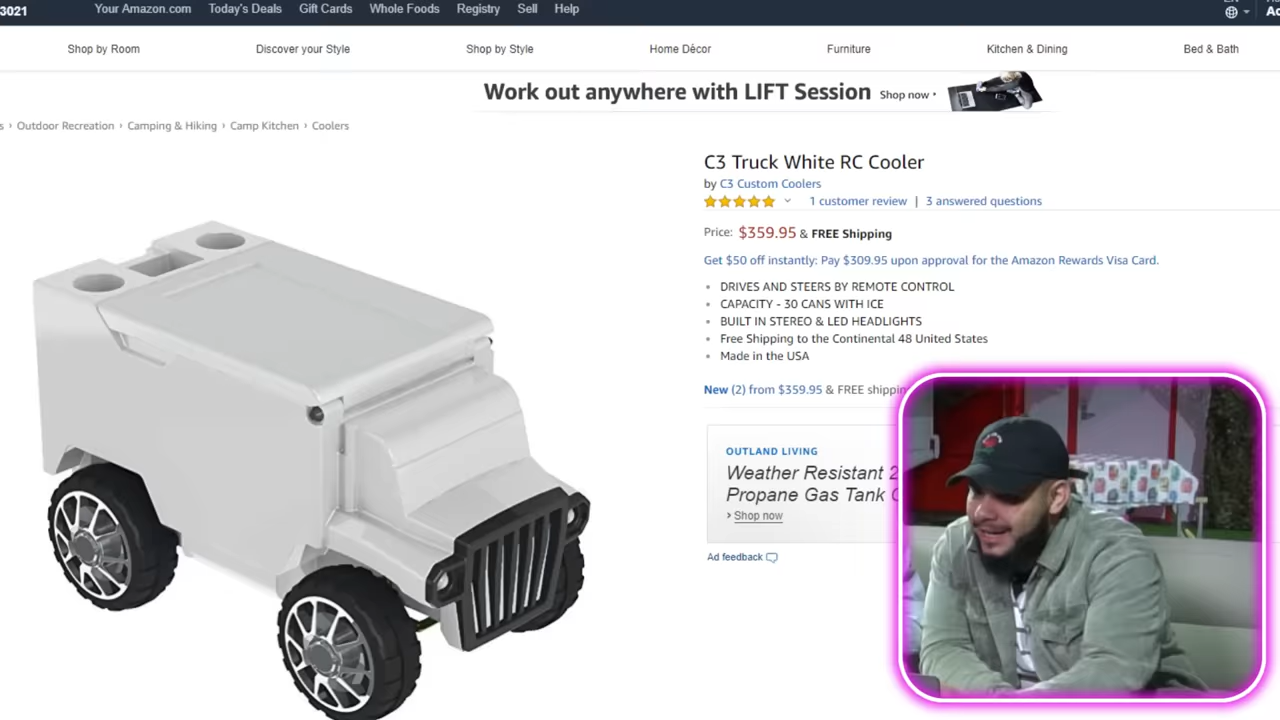 3021
Your Amazon.com Today's Deals Gift Cards Whole Foods Registry Sell Help
Shop by Room Discover your Style Shop by Style Home Décor Furniture Kitchen & Dining Bed & Bath
Work out anywhere with LIFT Session Shop now
s › Outdoor Recreation › Camping & Hiking › Camp Kitchen › Coolers
C3 Truck White RC Cooler
by C3 Custom Coolers
1 customer review | 3 answered questions
Price: $359.95 & FREE Shipping
Get $50 off instantly: Pay $309.95 upon approval for the Amazon Rewards Visa Card.
• DRIVES AND STEERS BY REMOTE CONTROL
• CAPACITY - 30 CANS WITH ICE
• BUILT IN STEREO & LED HEADLIGHTS
• Free Shipping to the Continental 48 United States
• Made in the USA
New (2) from $359.95 & FREE shippin
OUTLAND LIVING
Weather Resistant 2
Propane Gas Tank
› Shop now
Ad feedback